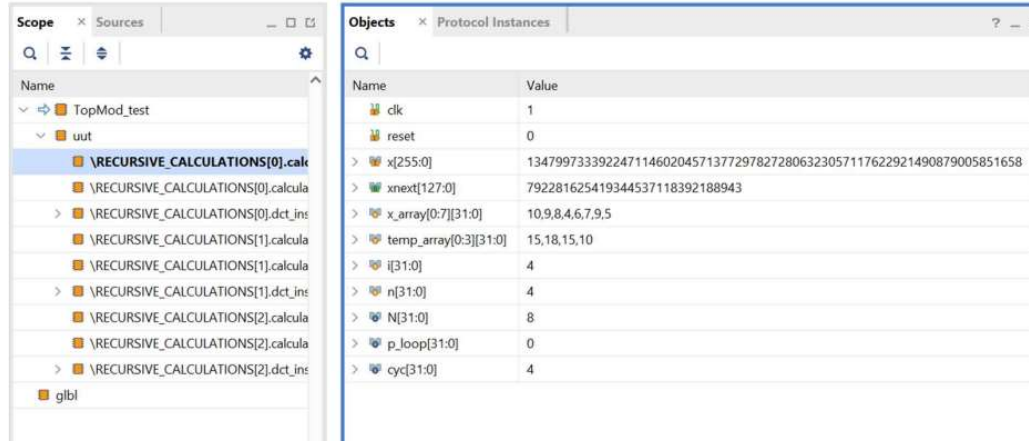 Scope × Sources
Name
TopMod_test
uut
\RECURSIVE_CALCULATIONS[0].calc
\RECURSIVE_CALCULATIONS[0].calcula
\RECURSIVE_CALCULATIONS[0].dct_ins
\RECURSIVE_CALCULATIONS[1].calcula
\RECURSIVE_CALCULATIONS[1].calcula
\RECURSIVE_CALCULATIONS[1].dct_ins
\RECURSIVE_CALCULATIONS[2].calcula
\RECURSIVE_CALCULATIONS[2].calcula
\RECURSIVE_CALCULATIONS[2].dct_ins
glbl
Objects × Protocol Instances ? _
Name Value
clk 1
reset 0
x[255:0] 134799733392247114602045713772978272806323057117622921490879005851658
xnext[127:0] 792281625419344537118392188943
x_array[0:7][31:0] 10,9,8,4,6,7,9,5
temp_array[0:3][31:0] 15,18,15,10
i[31:0] 4
n[31:0] 4
N[31:0] 8
p_loop[31:0] 0
cyc[31:0] 4